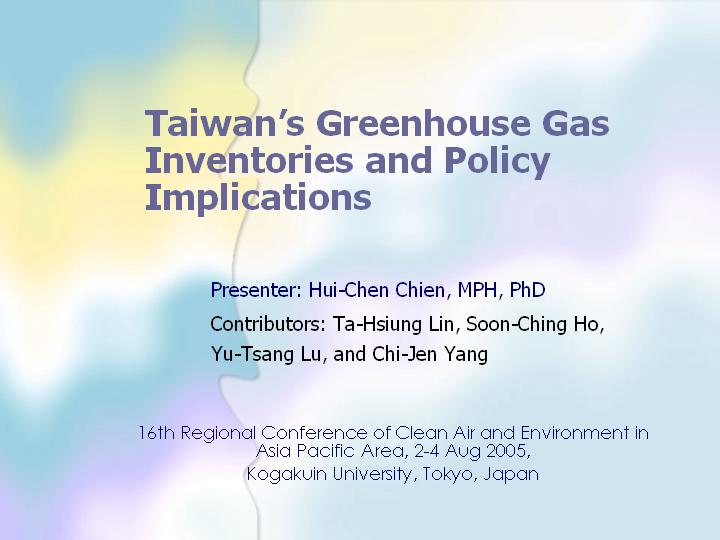 Taiwan’s Greenhouse Gas
Inventories and Policy
Implications
Presenter: Hui-Chen Chien, MPH, PhD
Contributors: Ta-Hsiung Lin, Soon-Ching Ho,
Yu-Tsang Lu, and Chi-Jen Yang
16th Regional Conference of Clean Air and Environment in
Asia Pacific Area, 2-4 Aug 2005,
Kogakuin University, Tokyo, Japan